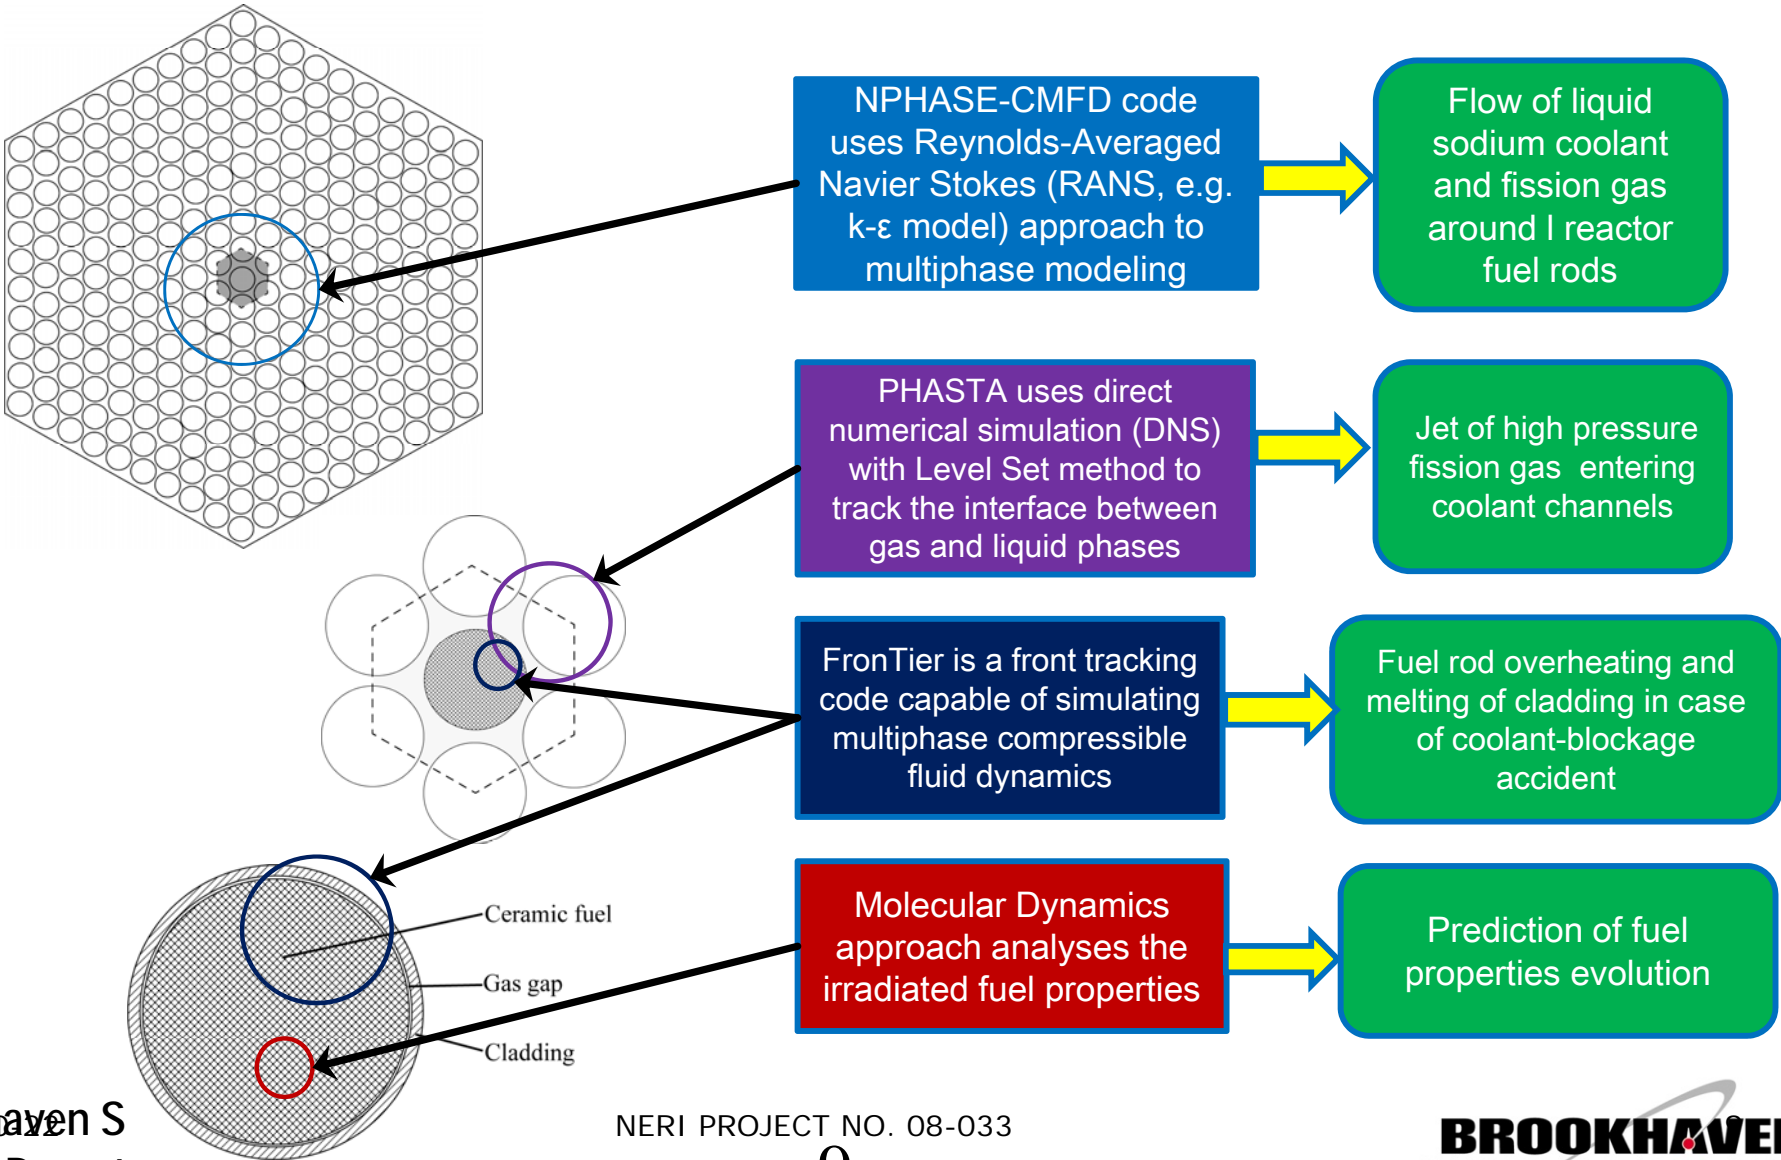 NPHASE-CMFD code
uses Reynolds-Averaged
Navier Stokes (RANS, e.g.
k-ε model) approach to
multiphase modeling
Flow of liquid
sodium coolant
and fission gas
around l reactor
fuel rods
PHASTA uses direct
numerical simulation (DNS)
with Level Set method to
track the interface between
gas and liquid phases
Jet of high pressure
fission gas entering
coolant channels
FronTier is a front tracking
code capable of simulating
multiphase compressible
fluid dynamics
Fuel rod overheating and
melting of cladding in case
of coolant-blockage
accident
Molecular Dynamics
approach analyses the
irradiated fuel properties
Prediction of fuel
properties evolution
Ceramic fuel
Gas gap
Cladding
aven S
NERI PROJECT NO. 08-033
BROOKHAVEN